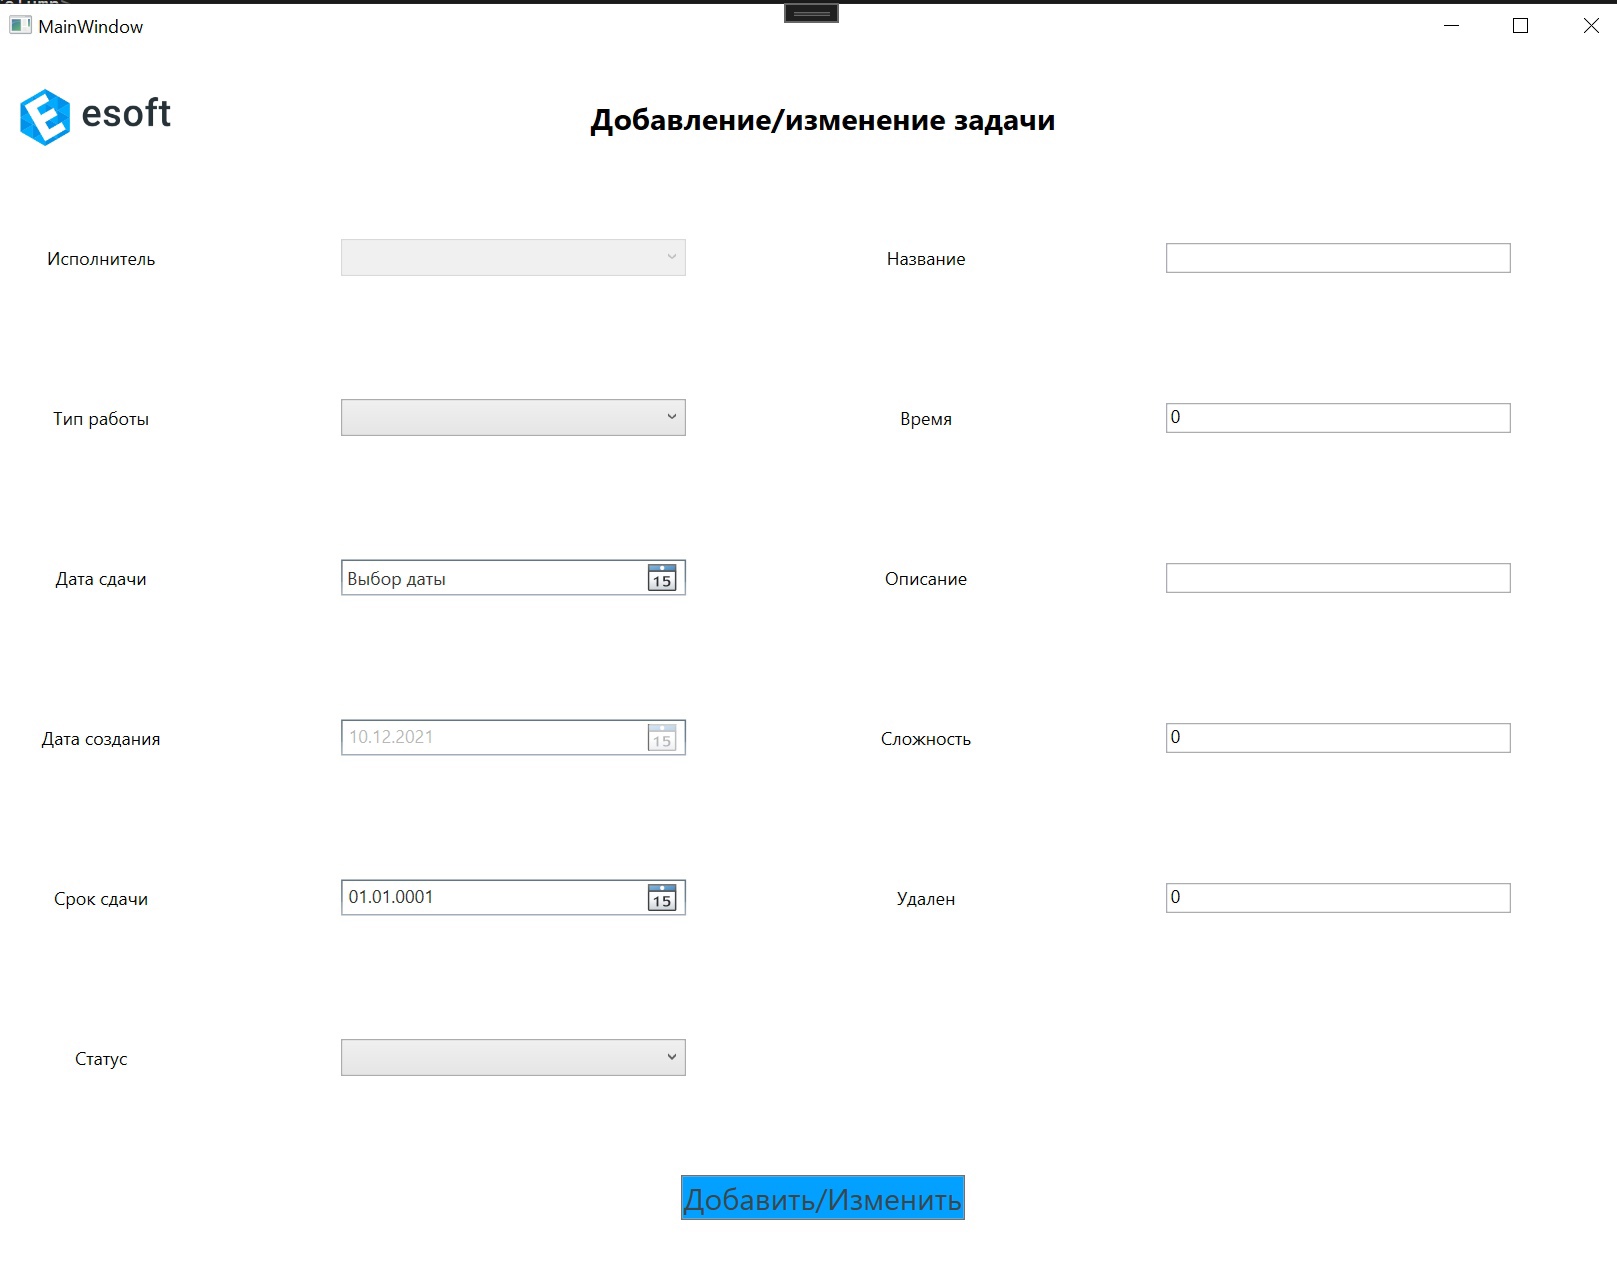 MainWindow
esoft
Добавление/изменение задачи
Исполнитель
Название
Тип работы
Время 0
Дата сдачи Выбор даты 15
Описание
Дата создания 10.12.2021 15
Сложность 0
Срок сдачи 01.01.0001 15
Удален 0
Статус
Добавить/Изменить